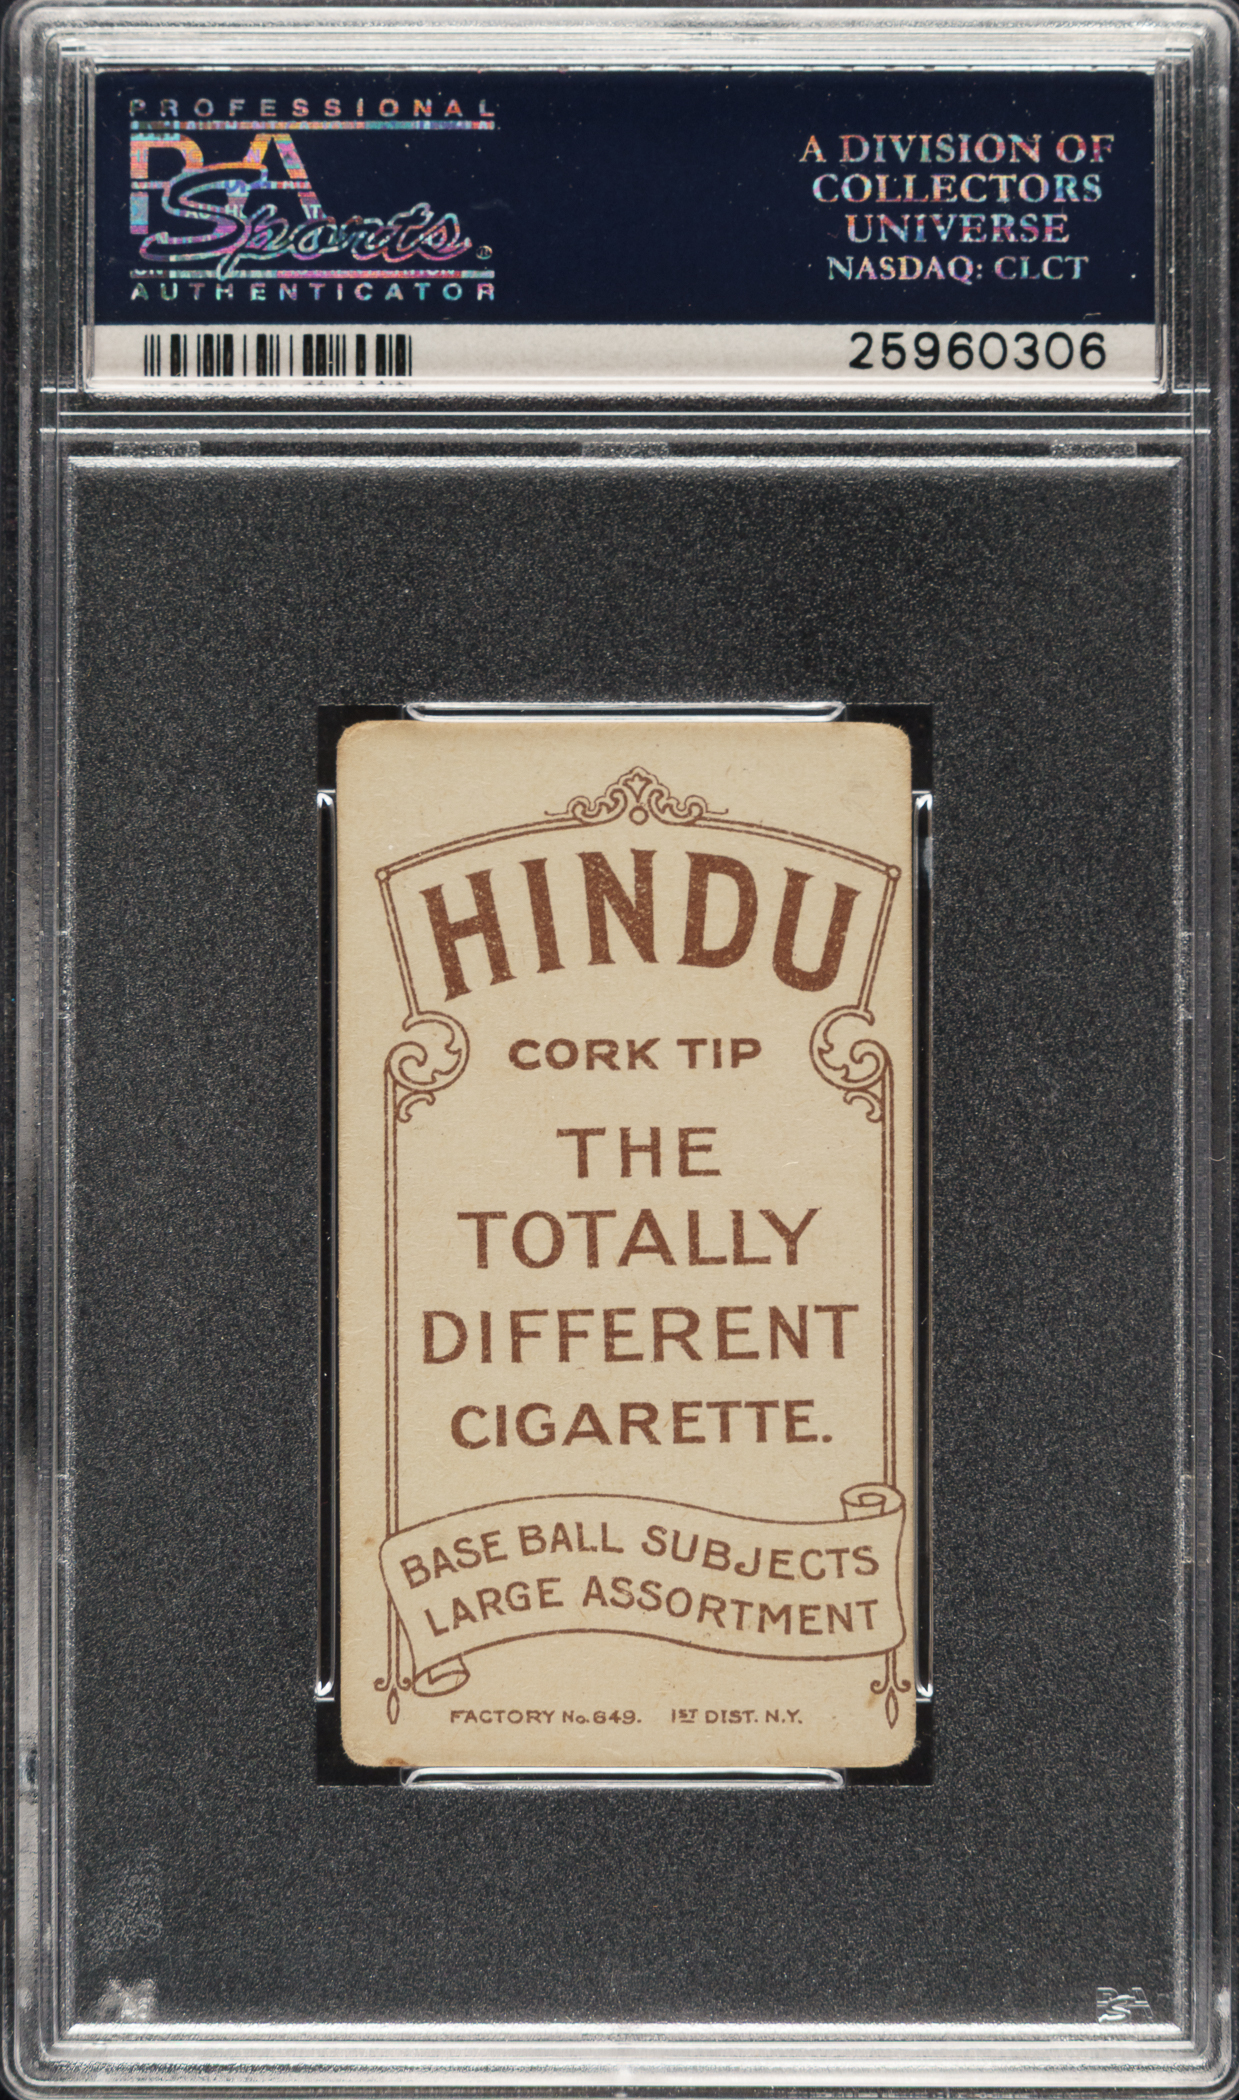 PROFESSIONAL
PSA
Sports
AUTHENTICATOR
A DIVISION OF
COLLECTORS
UNIVERSE
NASDAQ: CLCT
25960306
HINDU
CORK TIP
THE
TOTALLY
DIFFERENT
CIGARETTE.
BASE BALL SUBJECTS
LARGE ASSORTMENT
FACTORY No. 649. 1ST DIST. N.Y.
PSA